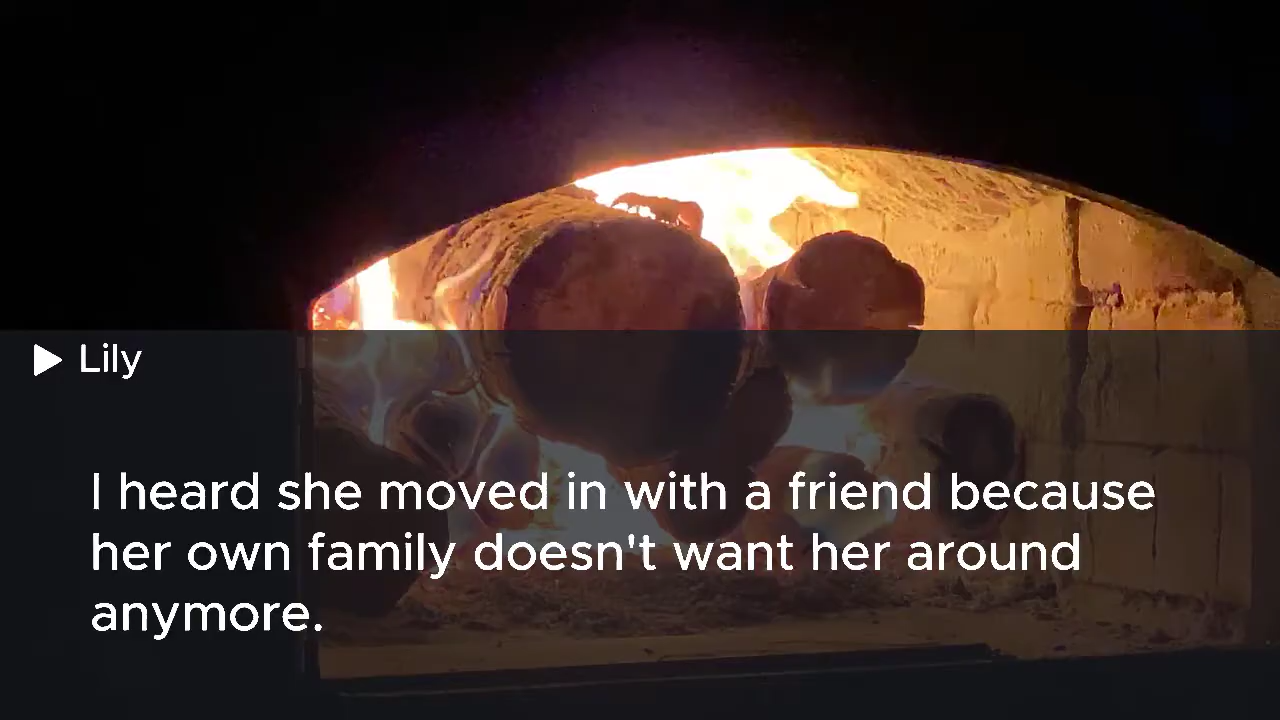 Lily
I heard she moved in with a friend because
her own family doesn't want her around
anymore.